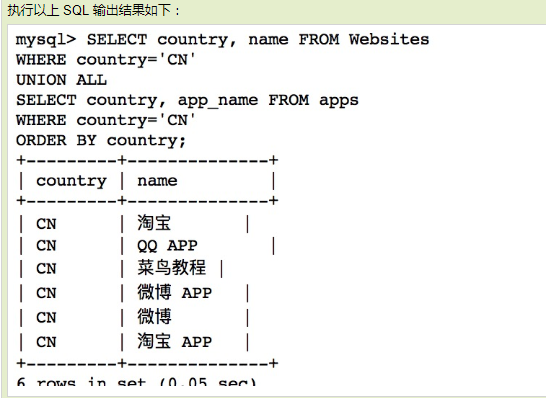 执行以上 SQL 输出结果如下：
mysql> SELECT country, name FROM Websites
WHERE country='CN'
UNION ALL
SELECT country, app_name FROM apps
WHERE country='CN'
ORDER BY country;
+---------+--------------+
| country | name         |
+---------+--------------+
| CN      | 淘宝       |
| CN      | QQ APP       |
| CN      | 菜鸟教程 |
| CN      | 微博 APP   |
| CN      | 微博       |
| CN      | 淘宝 APP   |
+---------+--------------+
6 rows in set (0.05 sec)